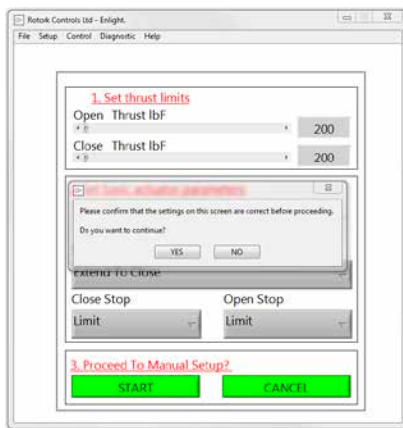 Rotork Controls Ltd - Enlight.
File Setup Control Diagnostic Help
1. Set thrust limits
Open Thrust lbF
200
Close Thrust lbF
200
Please confirm that the settings on this screen are correct before proceeding.
Do you want to continue?
YES NO
Extend To Close
Close Stop Open Stop
Limit Limit
3. Proceed To Manual Setup?
START CANCEL